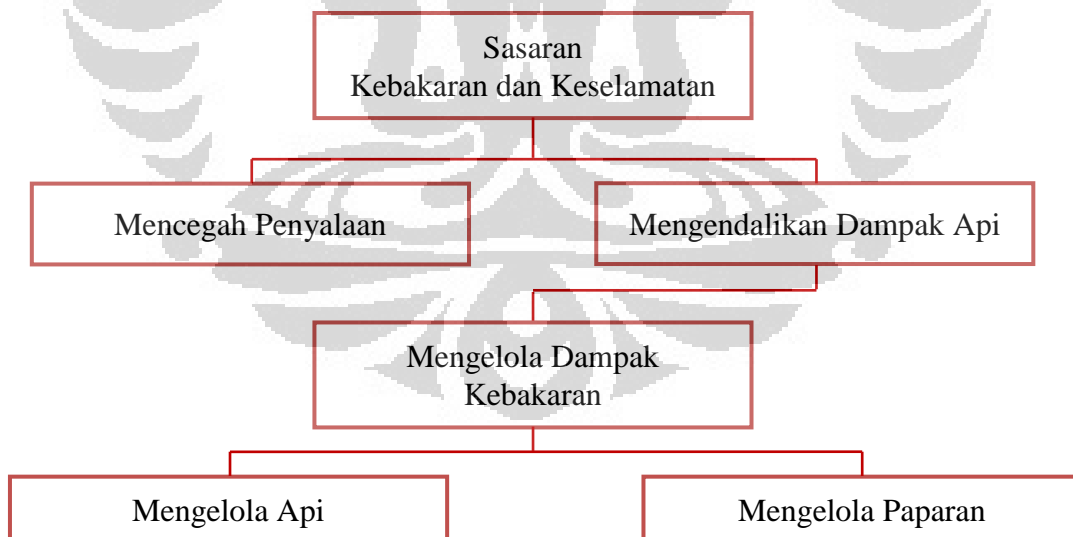 Sasaran
Kebakaran dan Keselamatan
Mencegah Penyalaan
Mengendalikan Dampak Api
Mengelola Dampak
Kebakaran
Mengelola Api
Mengelola Paparan